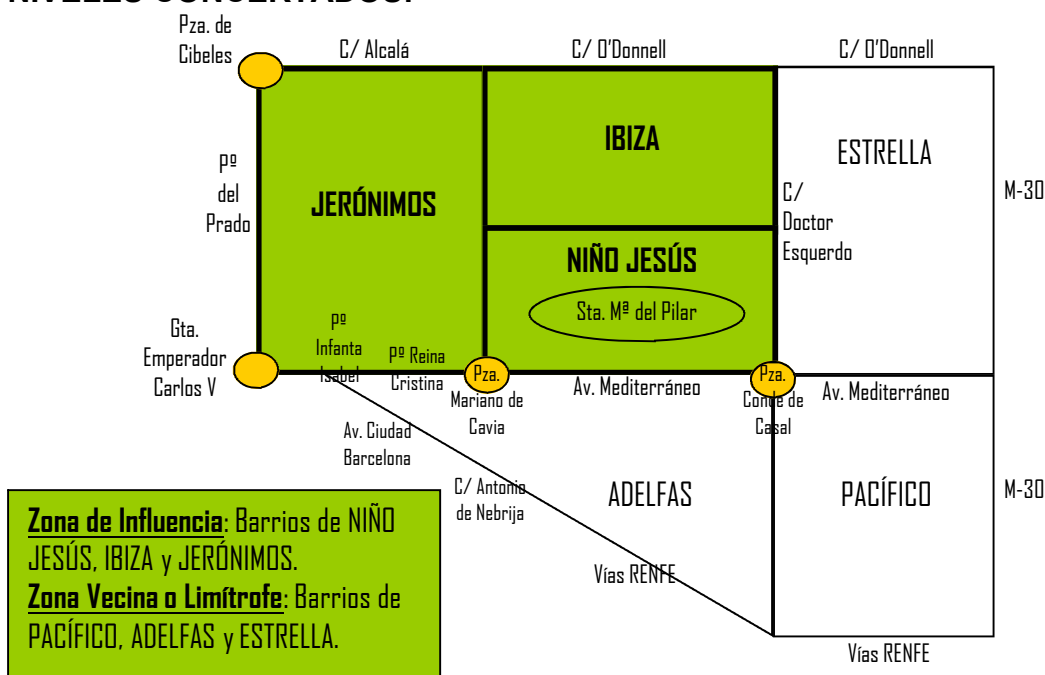 NIVELES CONCERTADOS:
Pza. de
Cibeles
C/ Alcalá
C/ O'Donnell
C/ O'Donnell
IBIZA
ESTRELLA
Pº
del
Prado
JERÓNIMOS
C/
Doctor
Esquerdo
M-30
NIÑO JESÚS
Sta. Mª del Pilar
Gta.
Emperador
Carlos V
Pº
Infanta
Isabel
Pº Reina
Cristina
Pza.
Mariano de
Cavia
Av. Mediterráneo
Pza.
Conde de
Casal
Av. Mediterráneo
Av. Ciudad
Barcelona
C/ Antonio
de Nebrija
ADELFAS
PACÍFICO
M-30
Vías RENFE
Vías RENFE
Zona de Influencia: Barrios de NIÑO
JESÚS, IBIZA y JERÓNIMOS.
Zona Vecina o Limítrofe: Barrios de
PACÍFICO, ADELFAS y ESTRELLA.